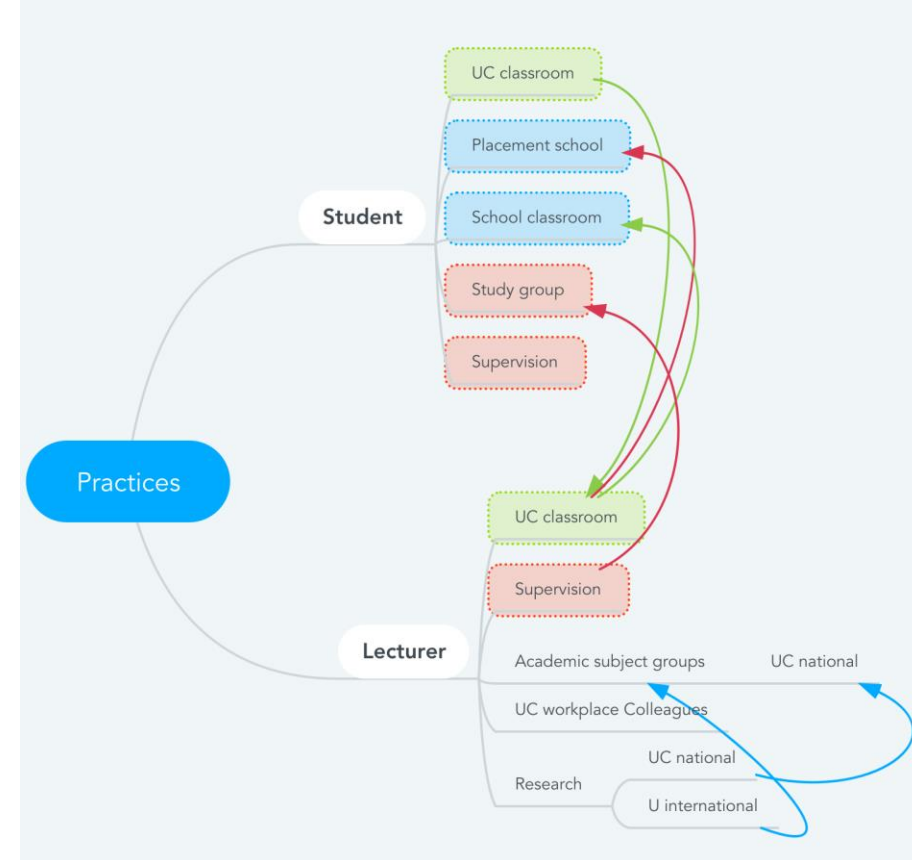 UC classroom
Placement school
Student
School classroom
Study group
Supervision
Practices
UC classroom
Supervision
Lecturer
Academic subject groups
UC national
UC workplace Colleagues
UC national
Research
U international